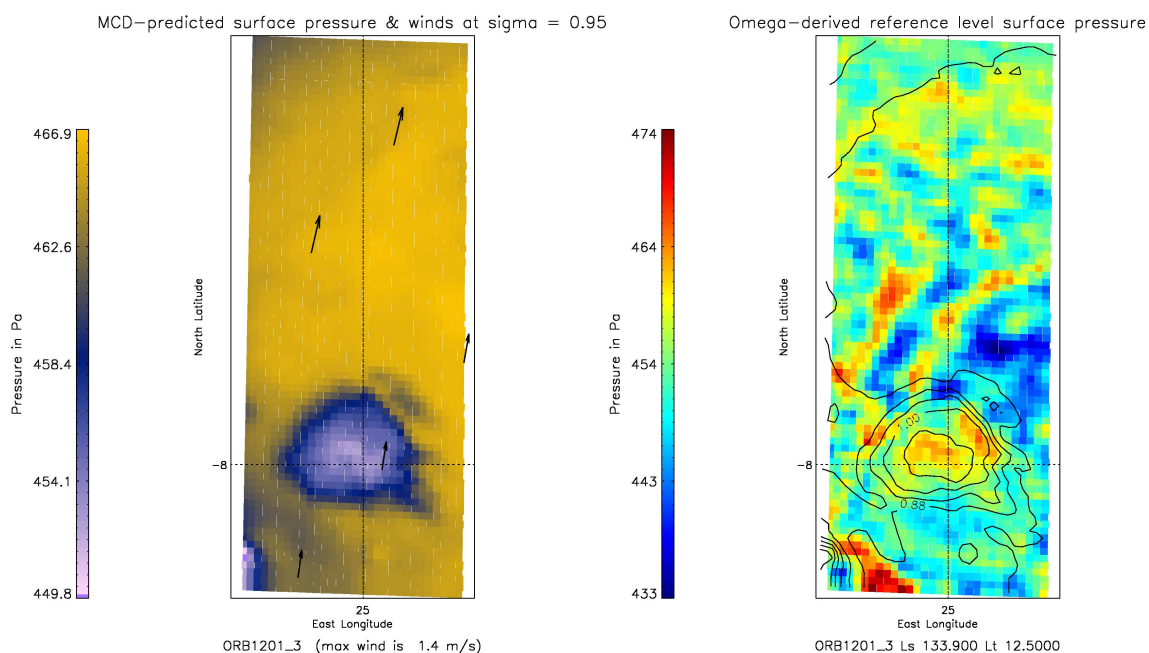 MCD-predicted surface pressure & winds at sigma = 0.95
466.9
462.6
458.4
454.1
449.8
Pressure in Pa
North Latitude
-8
25
East Longitude
ORB1201_3 (max wind is 1.4 m/s)
Omega-derived reference level surface pressure
474
464
454
443
433
Pressure in Pa
North Latitude
-8
1.00
0.88
25
East Longitude
ORB1201_3 Ls 133.900 Lt 12.5000